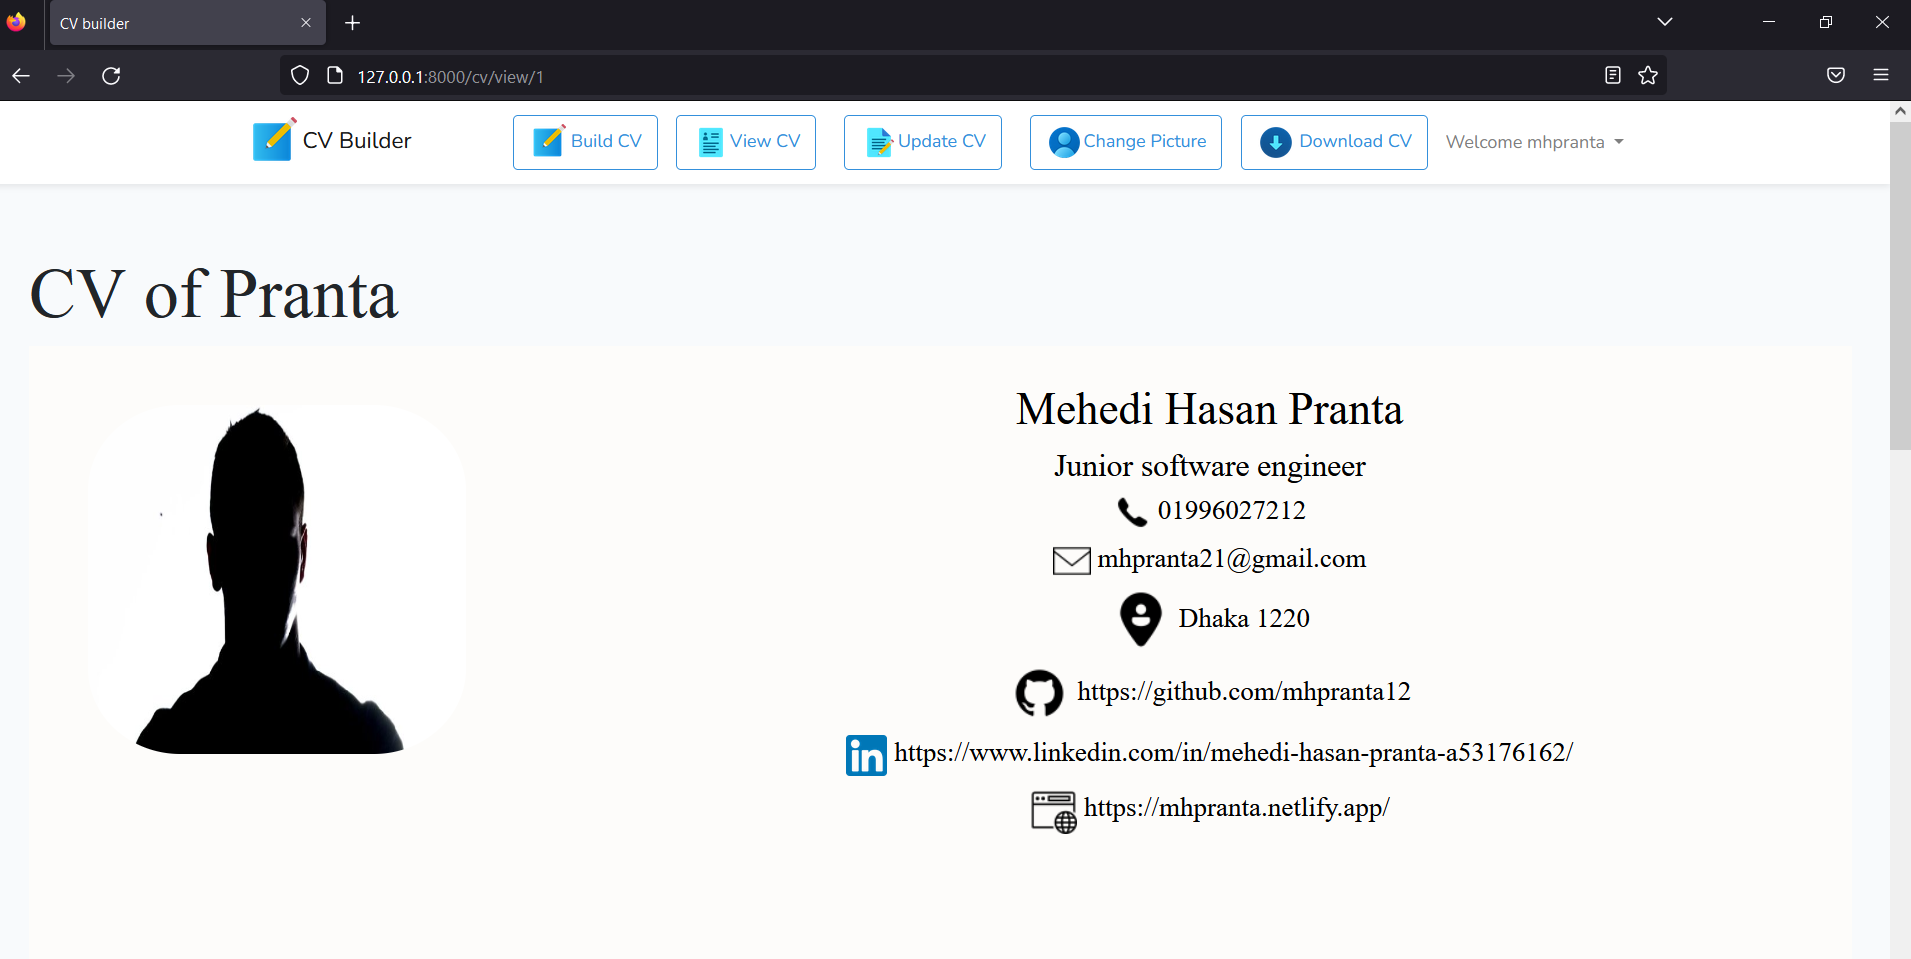 CV builder
127.0.0.1:8000/cv/view/1
CV Builder
Build CV
View CV
Update CV
Change Picture
Download CV
Welcome mhpranta
CV of Pranta
Mehedi Hasan Pranta
Junior software engineer
01996027212
mhpranta21@gmail.com
Dhaka 1220
https://github.com/mhpranta12
in https://www.linkedin.com/in/mehedi-hasan-pranta-a53176162/
https://mhpranta.netlify.app/